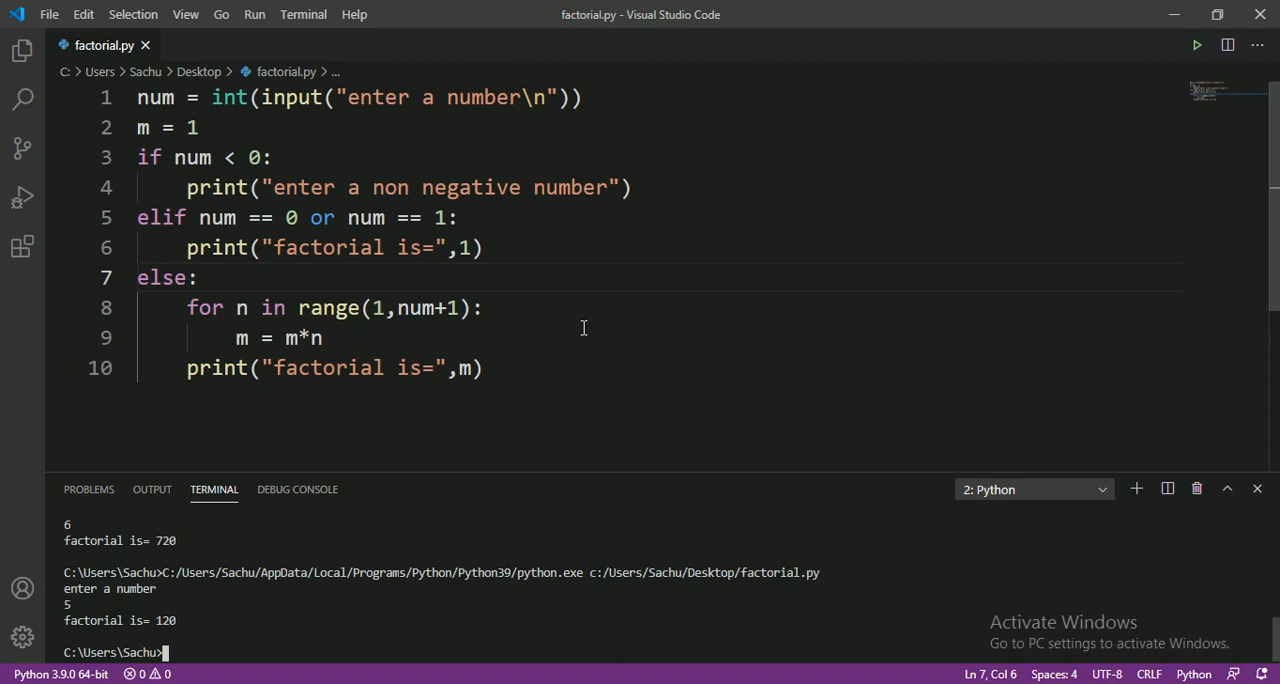 File Edit Selection View Go Run Terminal Help factorial.py - Visual Studio Code
factorial.py
C: > Users > Sachu > Desktop > factorial.py > ...
1 num = int(input("enter a number\n"))
2 m = 1
3 if num < 0:
4 print("enter a non negative number")
5 elif num == 0 or num == 1:
6 print("factorial is=",1)
7 else:
8 for n in range(1,num+1):
9 m = m*n
10 print("factorial is=",m)
PROBLEMS OUTPUT TERMINAL DEBUG CONSOLE 2: Python
6
factorial is= 720
C:\Users\Sachu>C:/Users/Sachu/AppData/Local/Programs/Python/Python39/python.exe c:/Users/Sachu/Desktop/factorial.py
enter a number
5
factorial is= 120
C:\Users\Sachu>
Activate Windows
Go to PC settings to activate Windows.
Python 3.9.0 64-bit 0 0 Ln 7, Col 6 Spaces: 4 UTF-8 CRLF Python